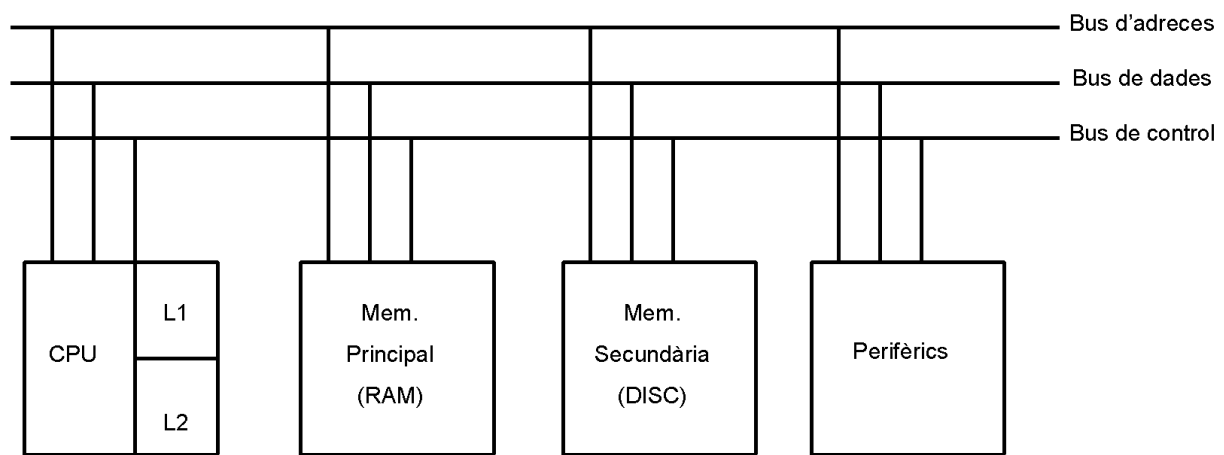 Bus d'adreces
Bus de dades
Bus de control
CPU
L1
L2
Mem.
Principal
(RAM)
Mem.
Secundària
(DISC)
Perifèrics